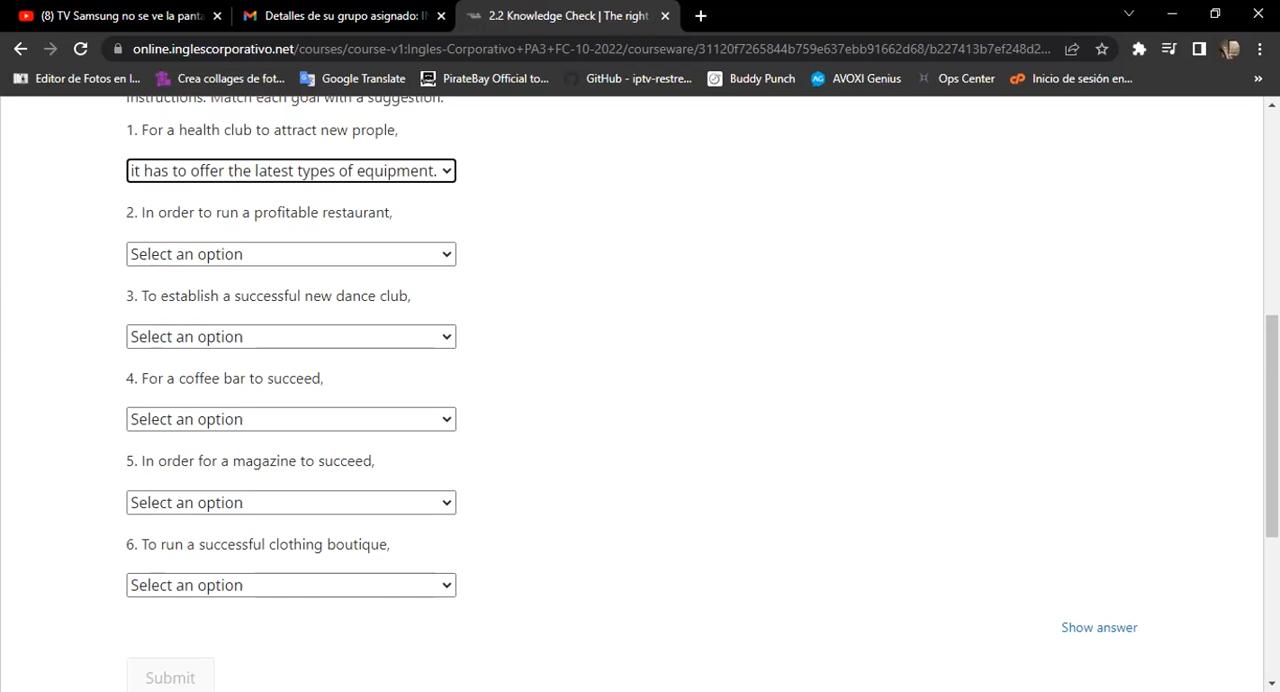 (8) TV Samsung no se ve la panta
Detalles de su grupo asignado: I
2.2 Knowledge Check | The right
online.inglescorporativo.net/courses/course-v1:Ingles-Corporativo+PA3+FC-10-2022/courseware/31120f7265844b759e637ebb91662d68/b227413b7ef248d2...
Editor de Fotos en l...
Crea collages de fot...
Google Translate
PirateBay Official to...
GitHub - iptv-restre...
Buddy Punch
AVOXI Genius
Ops Center
Inicio de sesión en...
»
Instructions. Match each goal with a suggestion.
1. For a health club to attract new prople,
it has to offer the latest types of equipment.
2. In order to run a profitable restaurant,
Select an option
3. To establish a successful new dance club,
Select an option
4. For a coffee bar to succeed,
Select an option
5. In order for a magazine to succeed,
Select an option
6. To run a successful clothing boutique,
Select an option
Show answer
Submit